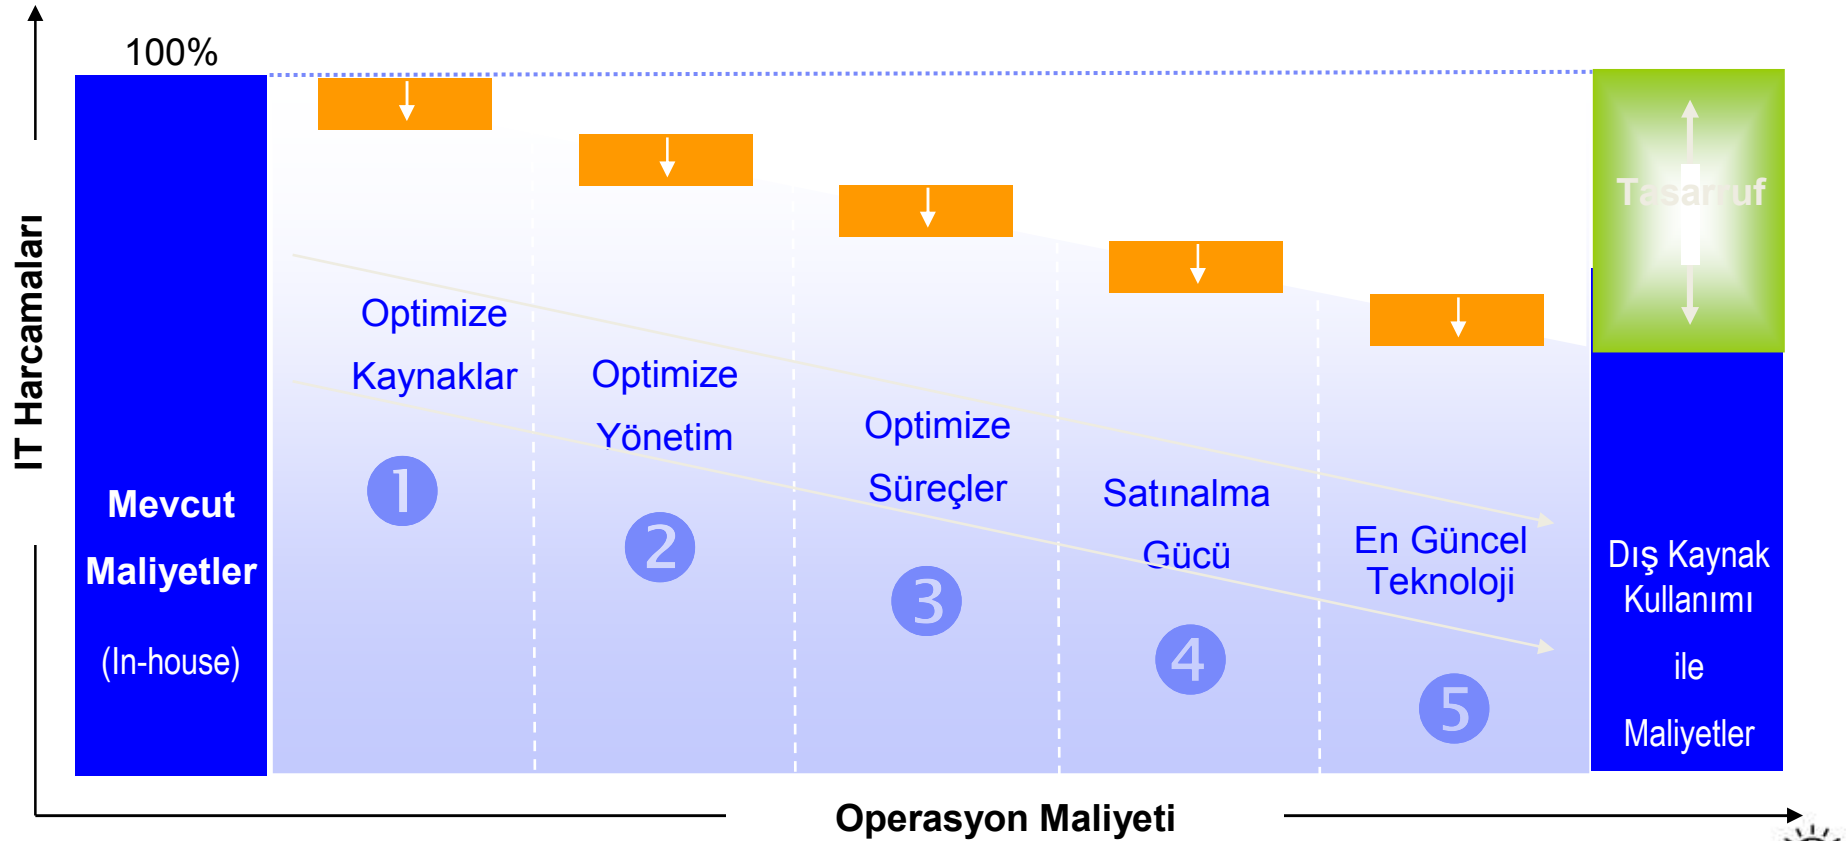 100%
IT Harcamaları
Mevcut
Maliyetler
(In-house)
Optimize
Kaynaklar
1
Optimize
Yönetim
2
Optimize
Süreçler
3
Satınalma
Gücü
4
En Güncel
Teknoloji
5
Tasarruf
Dış Kaynak
Kullanımı
ile
Maliyetler
Operasyon Maliyeti